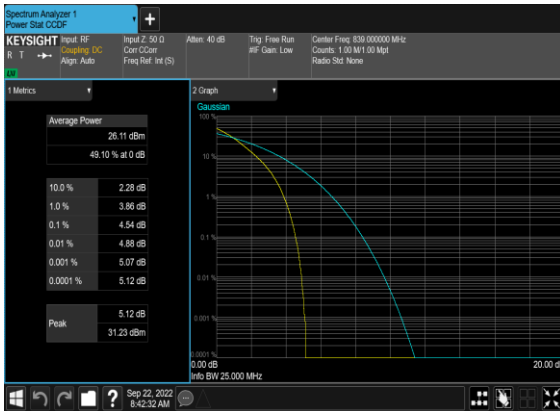 Spectrum Analyzer 1
Power Stat CCDF
KEYSIGHT
R T
LXI
Input: RF
Coupling: DC
Align: Auto
Input Z: 50 Ω
Corr CCorr
Freq Ref: Int (S)
Atten: 40 dB
Trig: Free Run
#IF Gain: Low
Center Freq: 839.000000 MHz
Counts: 1.00 M/1.00 Mpt
Radio Std: None
1 Metrics
Average Power
26.11 dBm
49.10 % at 0 dB
10.0 % 2.28 dB
1.0 % 3.86 dB
0.1 % 4.54 dB
0.01 % 4.88 dB
0.001 % 5.07 dB
0.0001 % 5.12 dB
Peak
5.12 dB
31.23 dBm
2 Graph
Gaussian
100 %
10 %
1 %
0.1 %
0.01 %
0.001 %
0.0001 %
0.00 dB
20.00 d
Info BW 25.000 MHz
?
Sep 22, 2022
8:42:32 AM